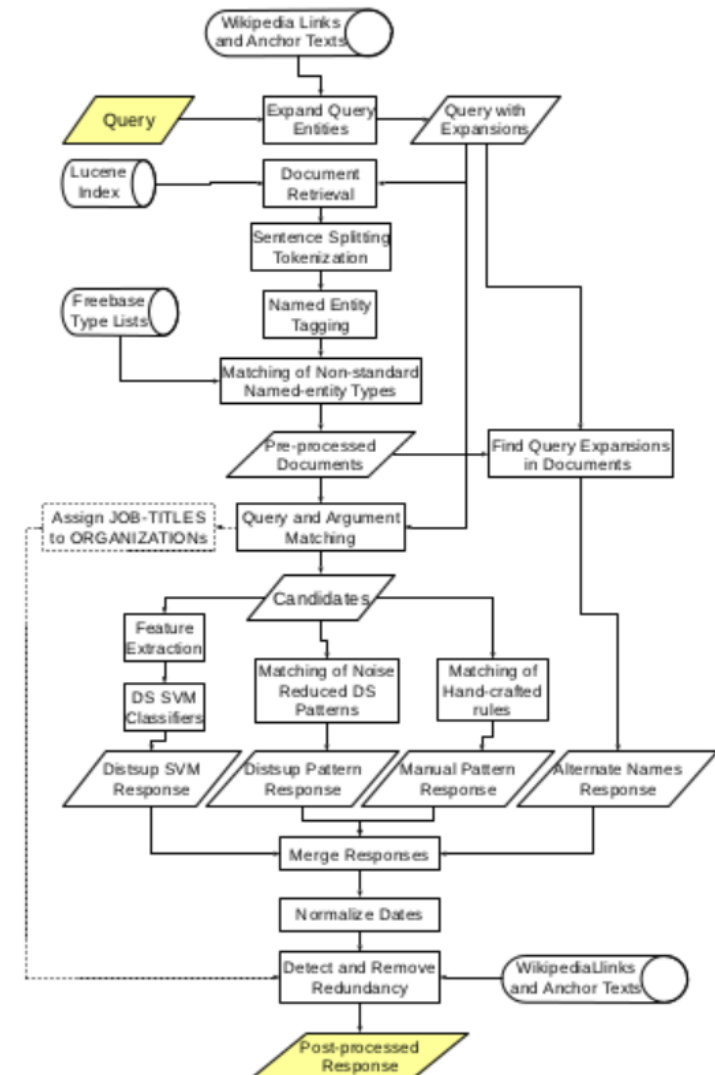 Wikipedia Links
and Anchor Texts
Query
Expand Query
Entities
Query with
Expansions
Lucene
Index
Document
Retrieval
Sentence Splitting
Tokenization
Freebase
Type Lists
Named Entity
Tagging
Matching of Non-standard
Named-entity Types
Pre-processed
Documents
Find Query Expansions
in Documents
Assign JOB-TITLES
to ORGANIZATIONs
Query and Argument
Matching
Candidates
Feature
Extraction
DS SVM
Classifiers
Matching of Noise
Reduced DS
Patterns
Matching of
Hand-crafted
rules
Distsup SVM
Response
Distsup Pattern
Response
Manual Pattern
Response
Alternate Names
Response
Merge Responses
Normalize Dates
Detect and Remove
Redundancy
WikipediaLlinks
and Anchor Texts
Post-processed
Response